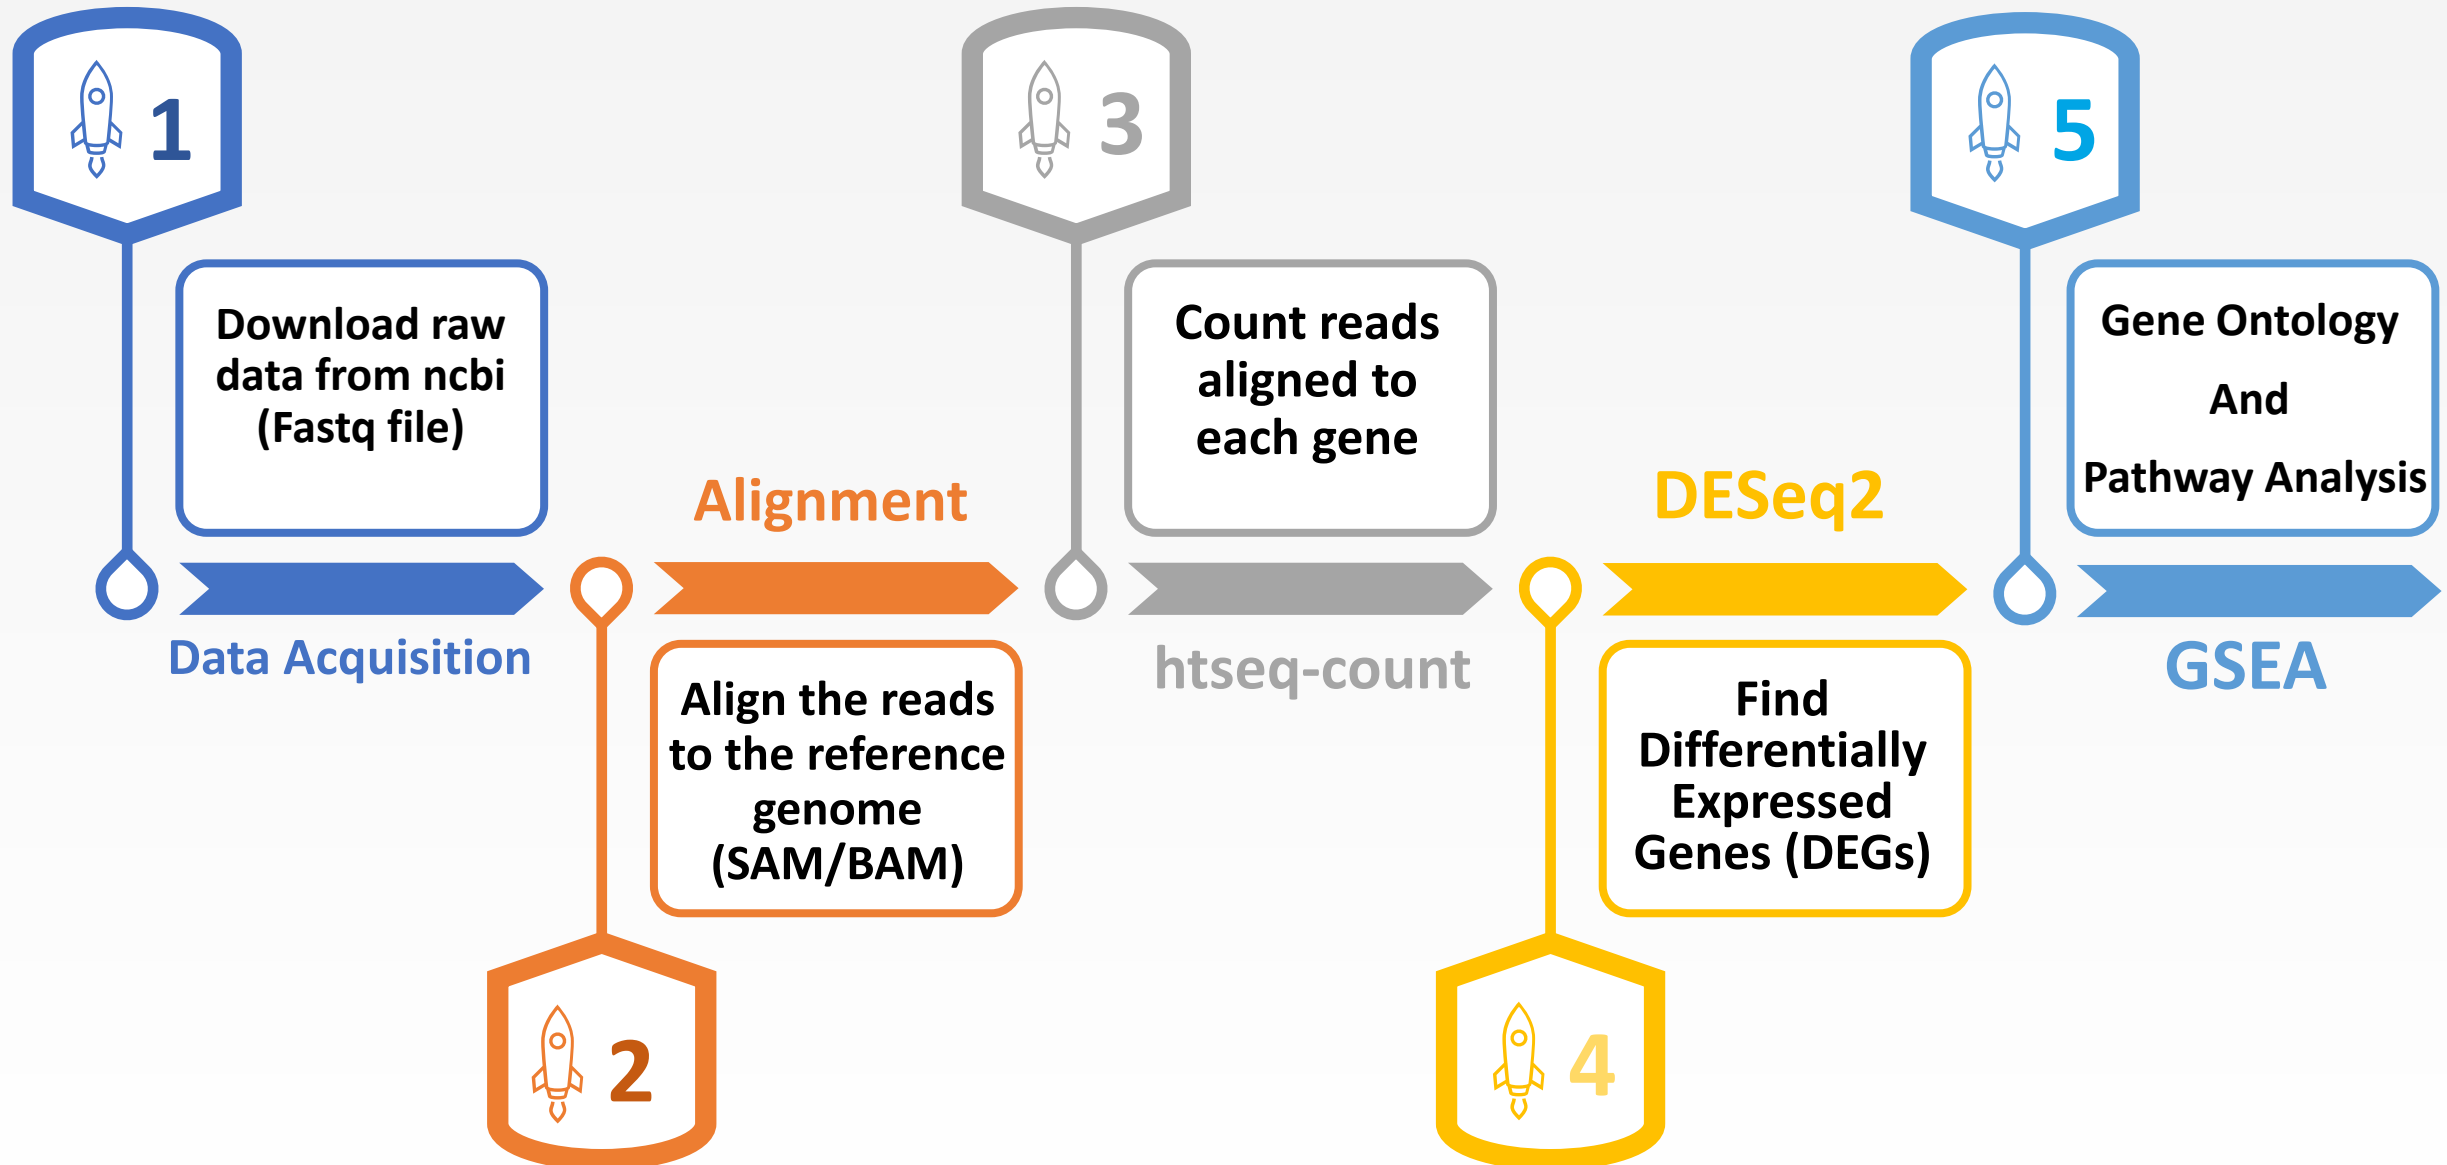 1
Download raw
data from ncbi
(Fastq file)
Data Acquisition
2
Alignment
Align the reads
to the reference
genome
(SAM/BAM)
3
Count reads
aligned to
each gene
htseq-count
4
DESeq2
Find
Differentially
Expressed
Genes (DEGs)
5
Gene Ontology
And
Pathway Analysis
GSEA